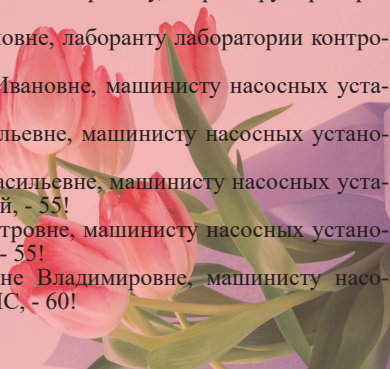 овне, лаборанту лаборатории контро-
Ивановне, машинисту насосных уста-
льевне, машинисту насосных устано-
асильевне, машинисту насосных уста-
й, - 55!
тровне, машинисту насосных устано-
- 55!
не Владимировне, машинисту насо-
С, - 60!